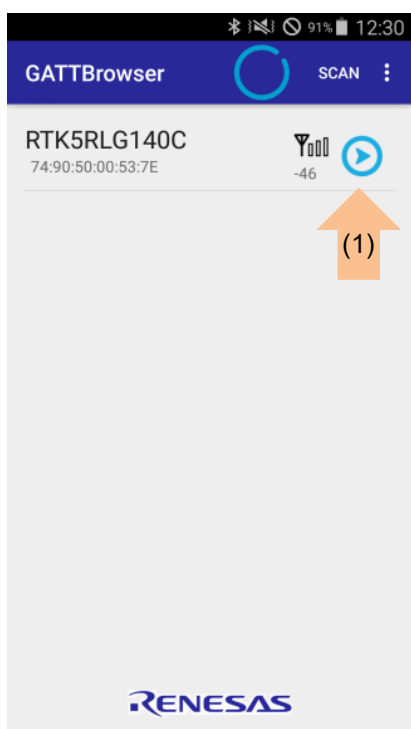 91% 12:30
GATTBrowser SCAN
RTK5RLG140C
74:90:50:00:53:7E
-46
(1)
RENESAS